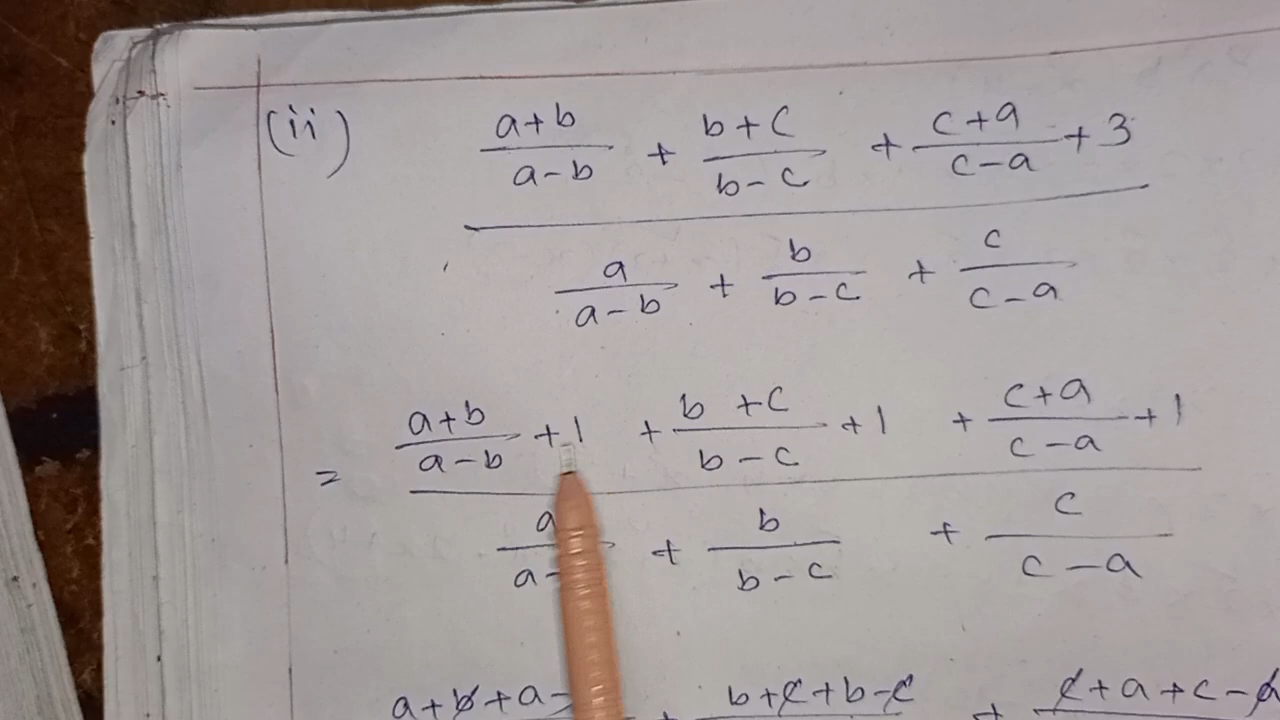 (ii) a+b/a-b + b+c/b-c + c+a/c-a + 3
a/a-b + b/b-c + c/c-a
= a+b/a-b +1 + b+c/b-c +1 + c+a/c-a +1
a/a- + b/b-c + c/c-a
a+b+a- + b+c+b-c + c+a+c-a